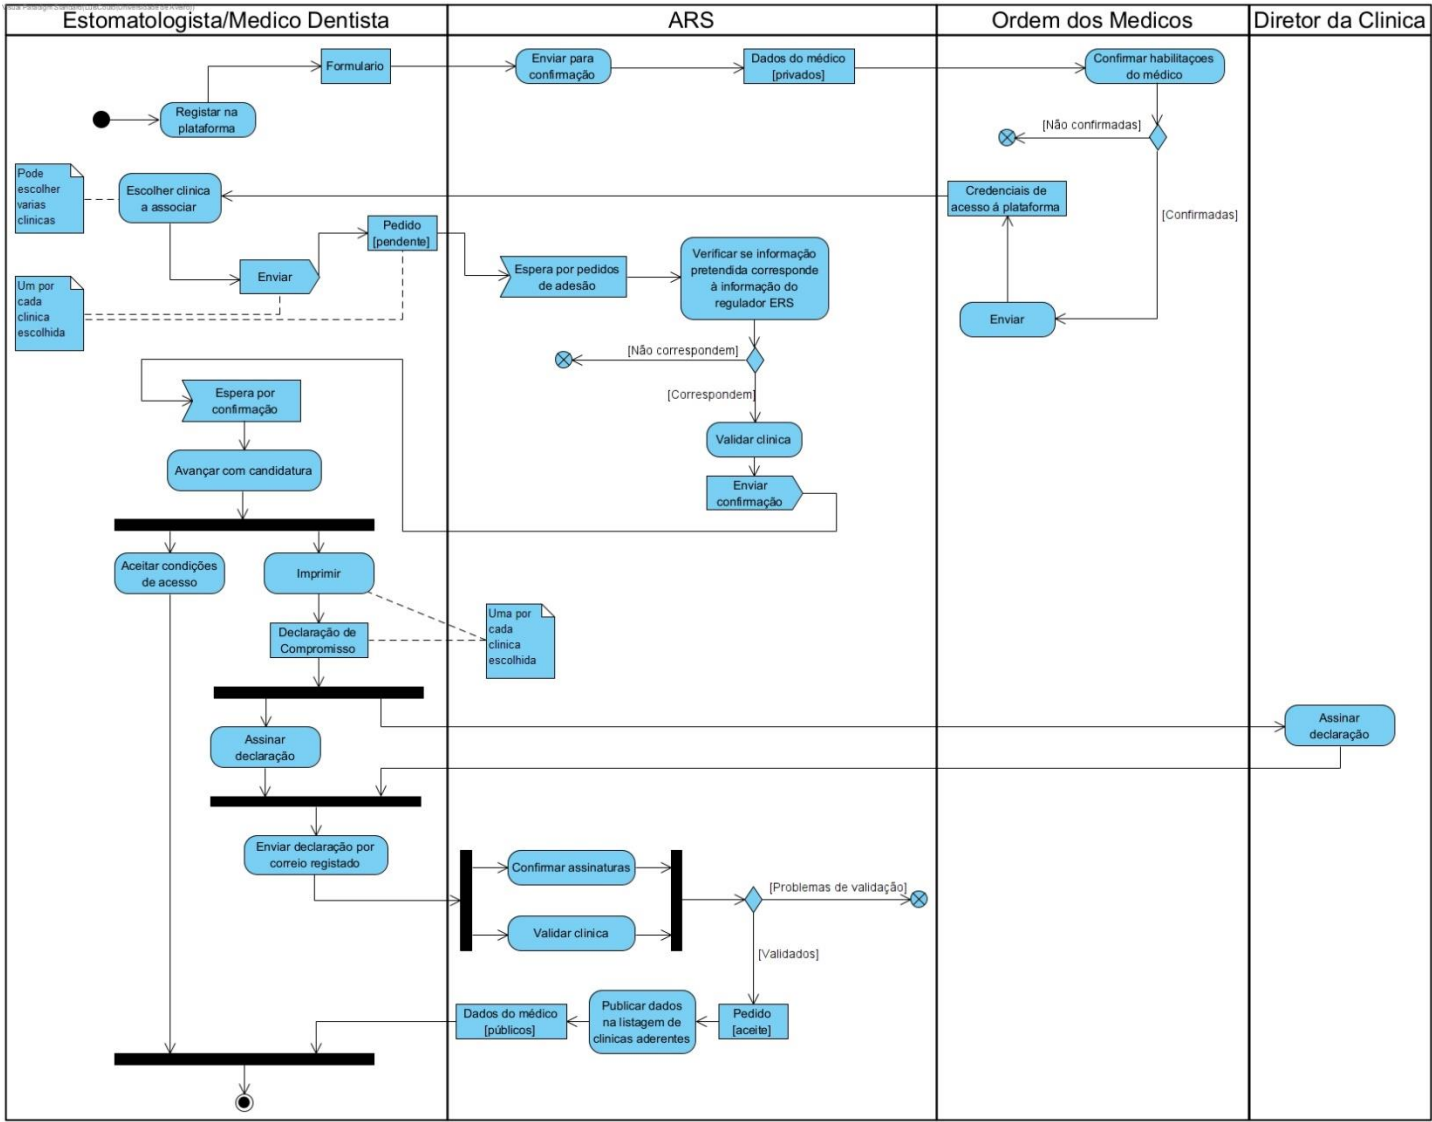 Visual Paradigm Standard(Universidade de Aveiro)
Estomatologista/Medico Dentista
ARS
Ordem dos Medicos
Diretor da Clinica
Formulario
Enviar para
confirmação
Dados do médico
[privados]
Confirmar habilitaçoes
do médico
Registar na
plataforma
[Não confirmadas]
Pode
escolher
varias
clinicas
Escolher clinica
a associar
Credenciais de
acesso á plataforma
[Confirmadas]
Pedido
[pendente]
Enviar
Espera por pedidos
de adesão
Verificar se informação
pretendida corresponde
à informação do
regulador ERS
Um por
cada
clinica
escolhida
Enviar
[Não correspondem]
[Correspondem]
Espera por
confirmação
Validar clinica
Avançar com candidatura
Enviar
confirmação
Aceitar condições
de acesso
Imprimir
Declaração de
Compromisso
Uma por
cada
clinica
escolhida
Assinar
declaração
Assinar
declaração
Enviar declaração por
correio registado
Confirmar assinaturas
Validar clinica
[Problemas de validação]
[Validados]
Dados do médico
[públicos]
Publicar dados
na listagem de
clinicas aderentes
Pedido
[aceite]